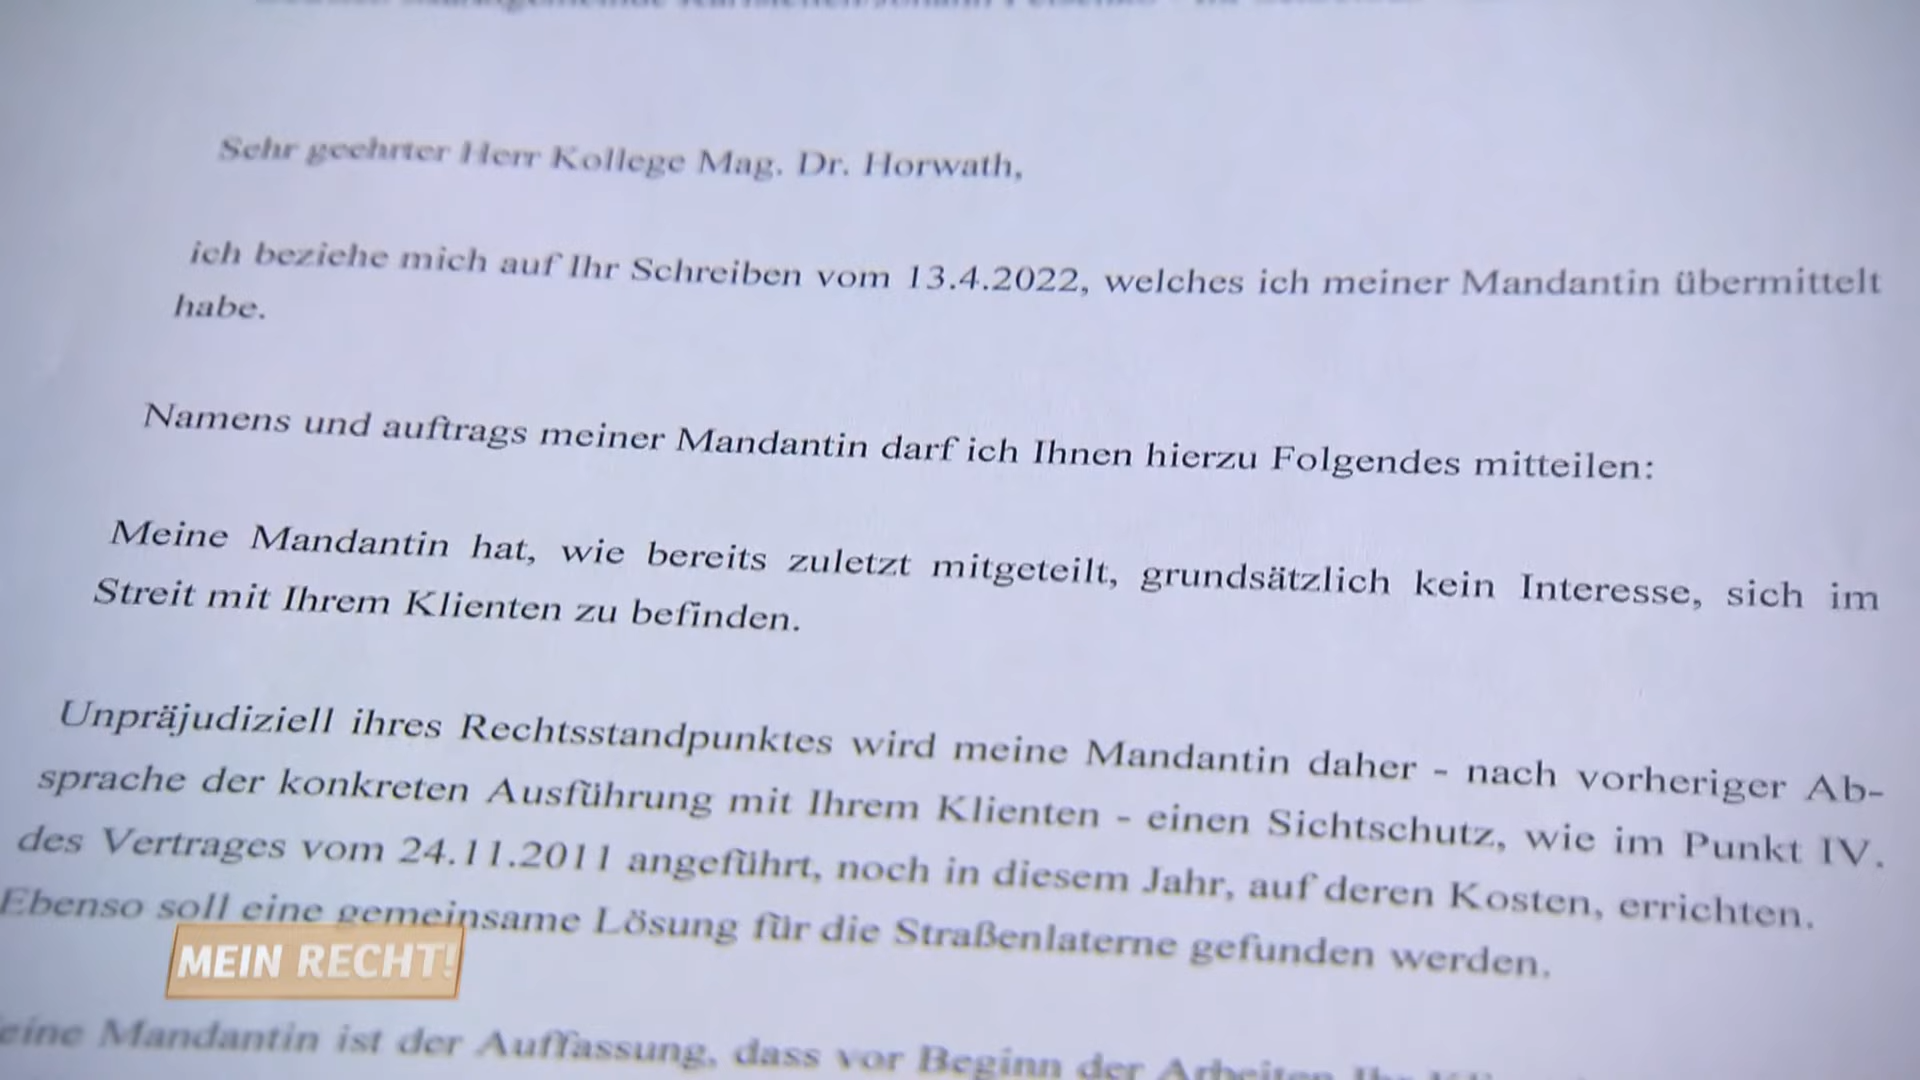 Sehr geehrter Herr Kollege Mag. Dr. Horwath,
ich beziehe mich auf Ihr Schreiben vom 13.4.2022, welches ich meiner Mandantin übermittelt
habe.
Namens und auftrags meiner Mandantin darf ich Ihnen hierzu Folgendes mitteilen:
Meine Mandantin hat, wie bereits zuletzt mitgeteilt, grundsätzlich kein Interesse, sich im
Streit mit Ihrem Klienten zu befinden.
Unpräjudiziell ihres Rechtsstandpunktes wird meine Mandantin daher - nach vorheriger Ab-
sprache der konkreten Ausführung mit Ihrem Klienten - einen Sichtschutz, wie im Punkt IV.
des Vertrages vom 24.11.2011 angeführt, noch in diesem Jahr, auf deren Kosten, errichten.
Ebenso soll eine gemeinsame Lösung für die Straßenlaterne gefunden werden.
MEIN RECHT!
eine Mandantin ist der Auffassung, dass vor Beginn der Arbeiten